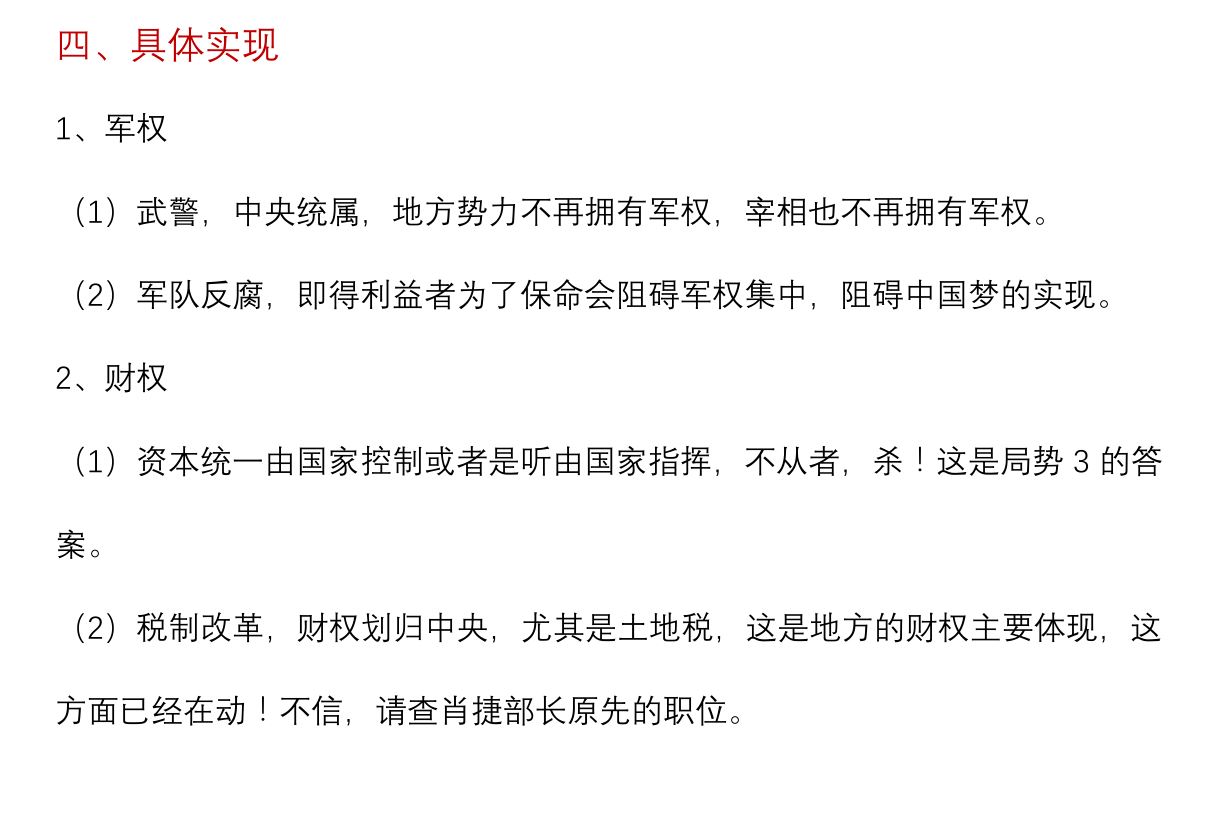 四、具体实现
1、军权
（1）武警，中央统属，地方势力不再拥有军权，宰相也不再拥有军权。
（2）军队反腐，即得利益者为了保命会阻碍军权集中，阻碍中国梦的实现。
2、财权
（1）资本统一由国家控制或者是听由国家指挥，不从者，杀！这是局势 3 的答
案。
（2）税制改革，财权划归中央，尤其是土地税，这是地方的财权主要体现，这
方面已经在动！不信，请查肖捷部长原先的职位。